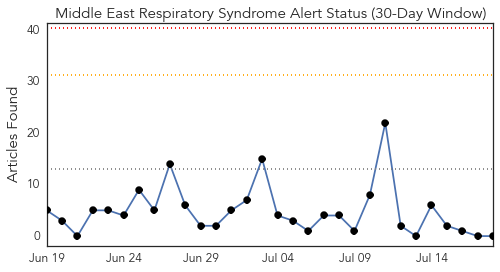 Middle East Respiratory Syndrome Alert Status (30-Day Window)
Articles Found
40
30
20
10
0
Jun 19 Jun 24 Jun 29 Jul 04 Jul 09 Jul 14